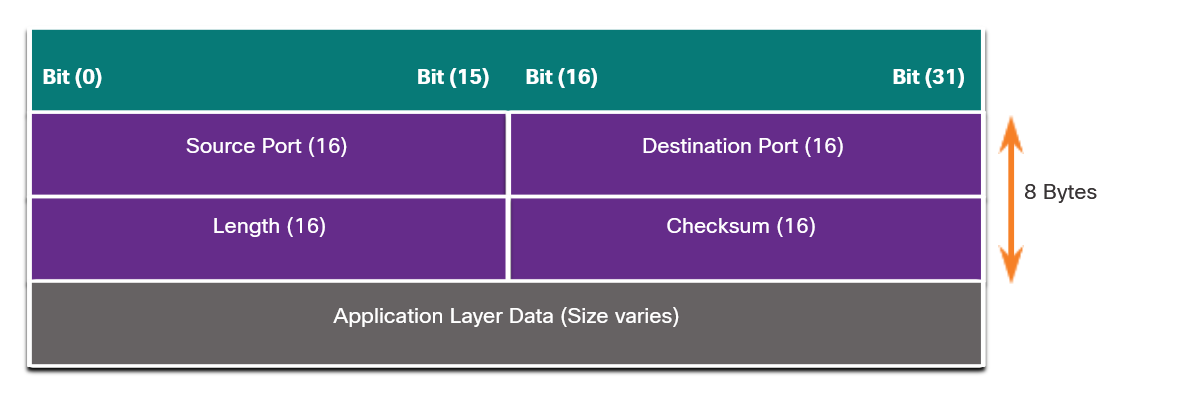 Bit (0) Bit (15) Bit (16) Bit (31)
Source Port (16) Destination Port (16)
8 Bytes
Length (16) Checksum (16)
Application Layer Data (Size varies)